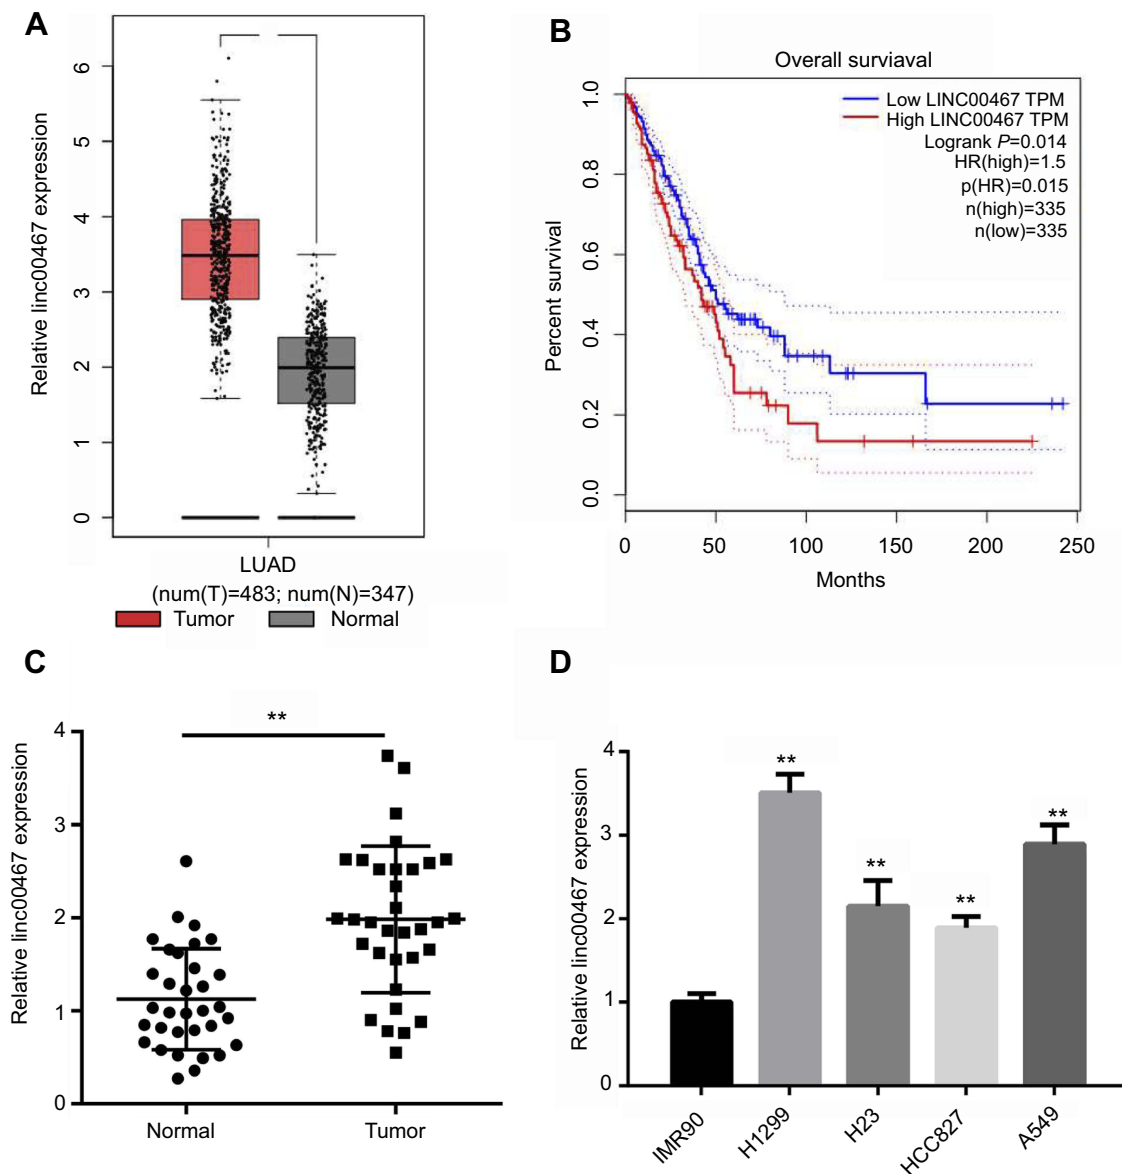 A
Relative linc00467 expression
6
5
4
3
2
1
0
LUAD
(num(T)=483; num(N)=347)
Tumor
Normal
B
Overall surviaval
Percent survival
1.0
0.8
0.6
0.4
0.2
0.0
Low LINC00467 TPM
High LINC00467 TPM
Logrank P=0.014
HR(high)=1.5
p(HR)=0.015
n(high)=335
n(low)=335
0 50 100 150 200 250
Months
C
Relative linc00467 expression
4
3
2
1
0
**
Normal Tumor
D
Relative linc00467 expression
4
3
2
1
0
**
**
**
**
IMR90 H1299 H23 HCC827 A549